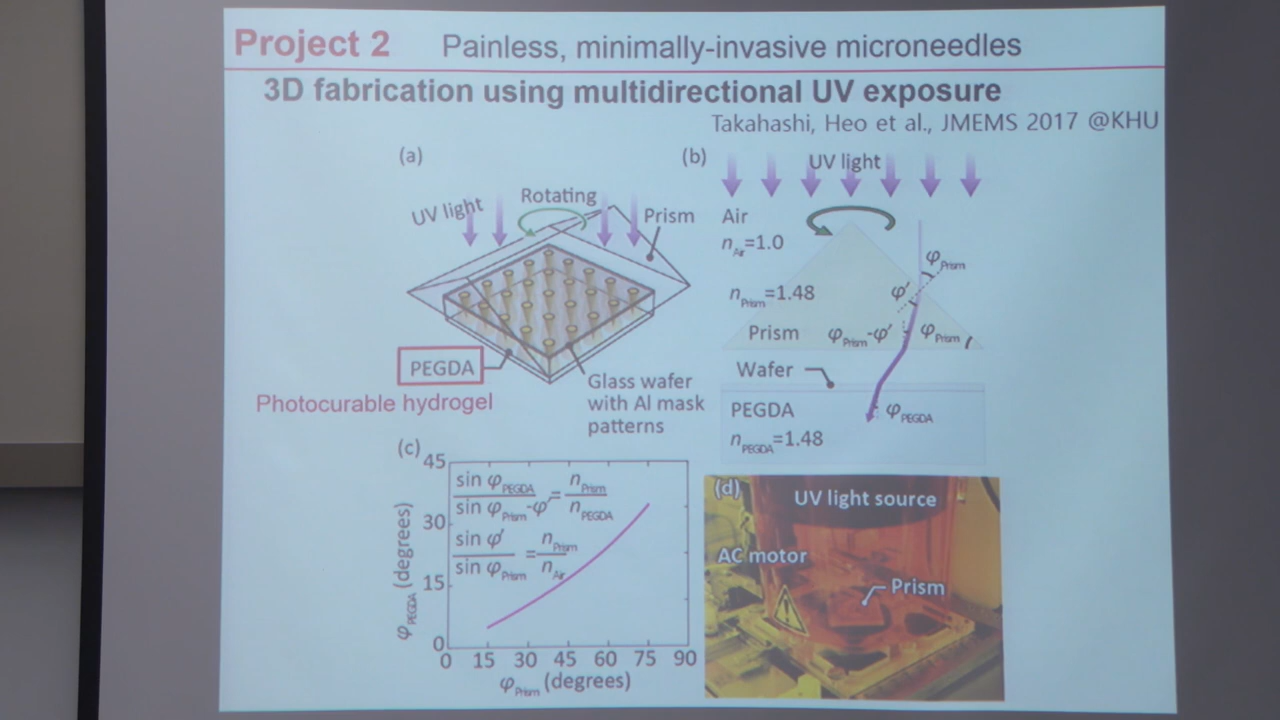 Project 2 Painless, minimally-invasive microneedles
3D fabrication using multidirectional UV exposure
Takahashi, Heo et al., JMEMS 2017 @KHU
(a)
UV light
Rotating
Prism
PEGDA
Photocurable hydrogel
Glass wafer
with Al mask
patterns
(b)
UV light
Air
nAir=1.0
φPrism
φ'
nPrism=1.48
Prism
φPrism-φ'
φPrism
Wafer
PEGDA
φPEGDA
nPEGDA=1.48
(c)
sin φPEGDA / sin φPrism-φ' = nPrism / nPEGDA
sin φ' / sin φPrism = nPrism / nAir
φPEGDA (degrees)
45
30
15
0
0 15 30 45 60 75 90
φPrism (degrees)
(d)
UV light source
AC motor
Prism